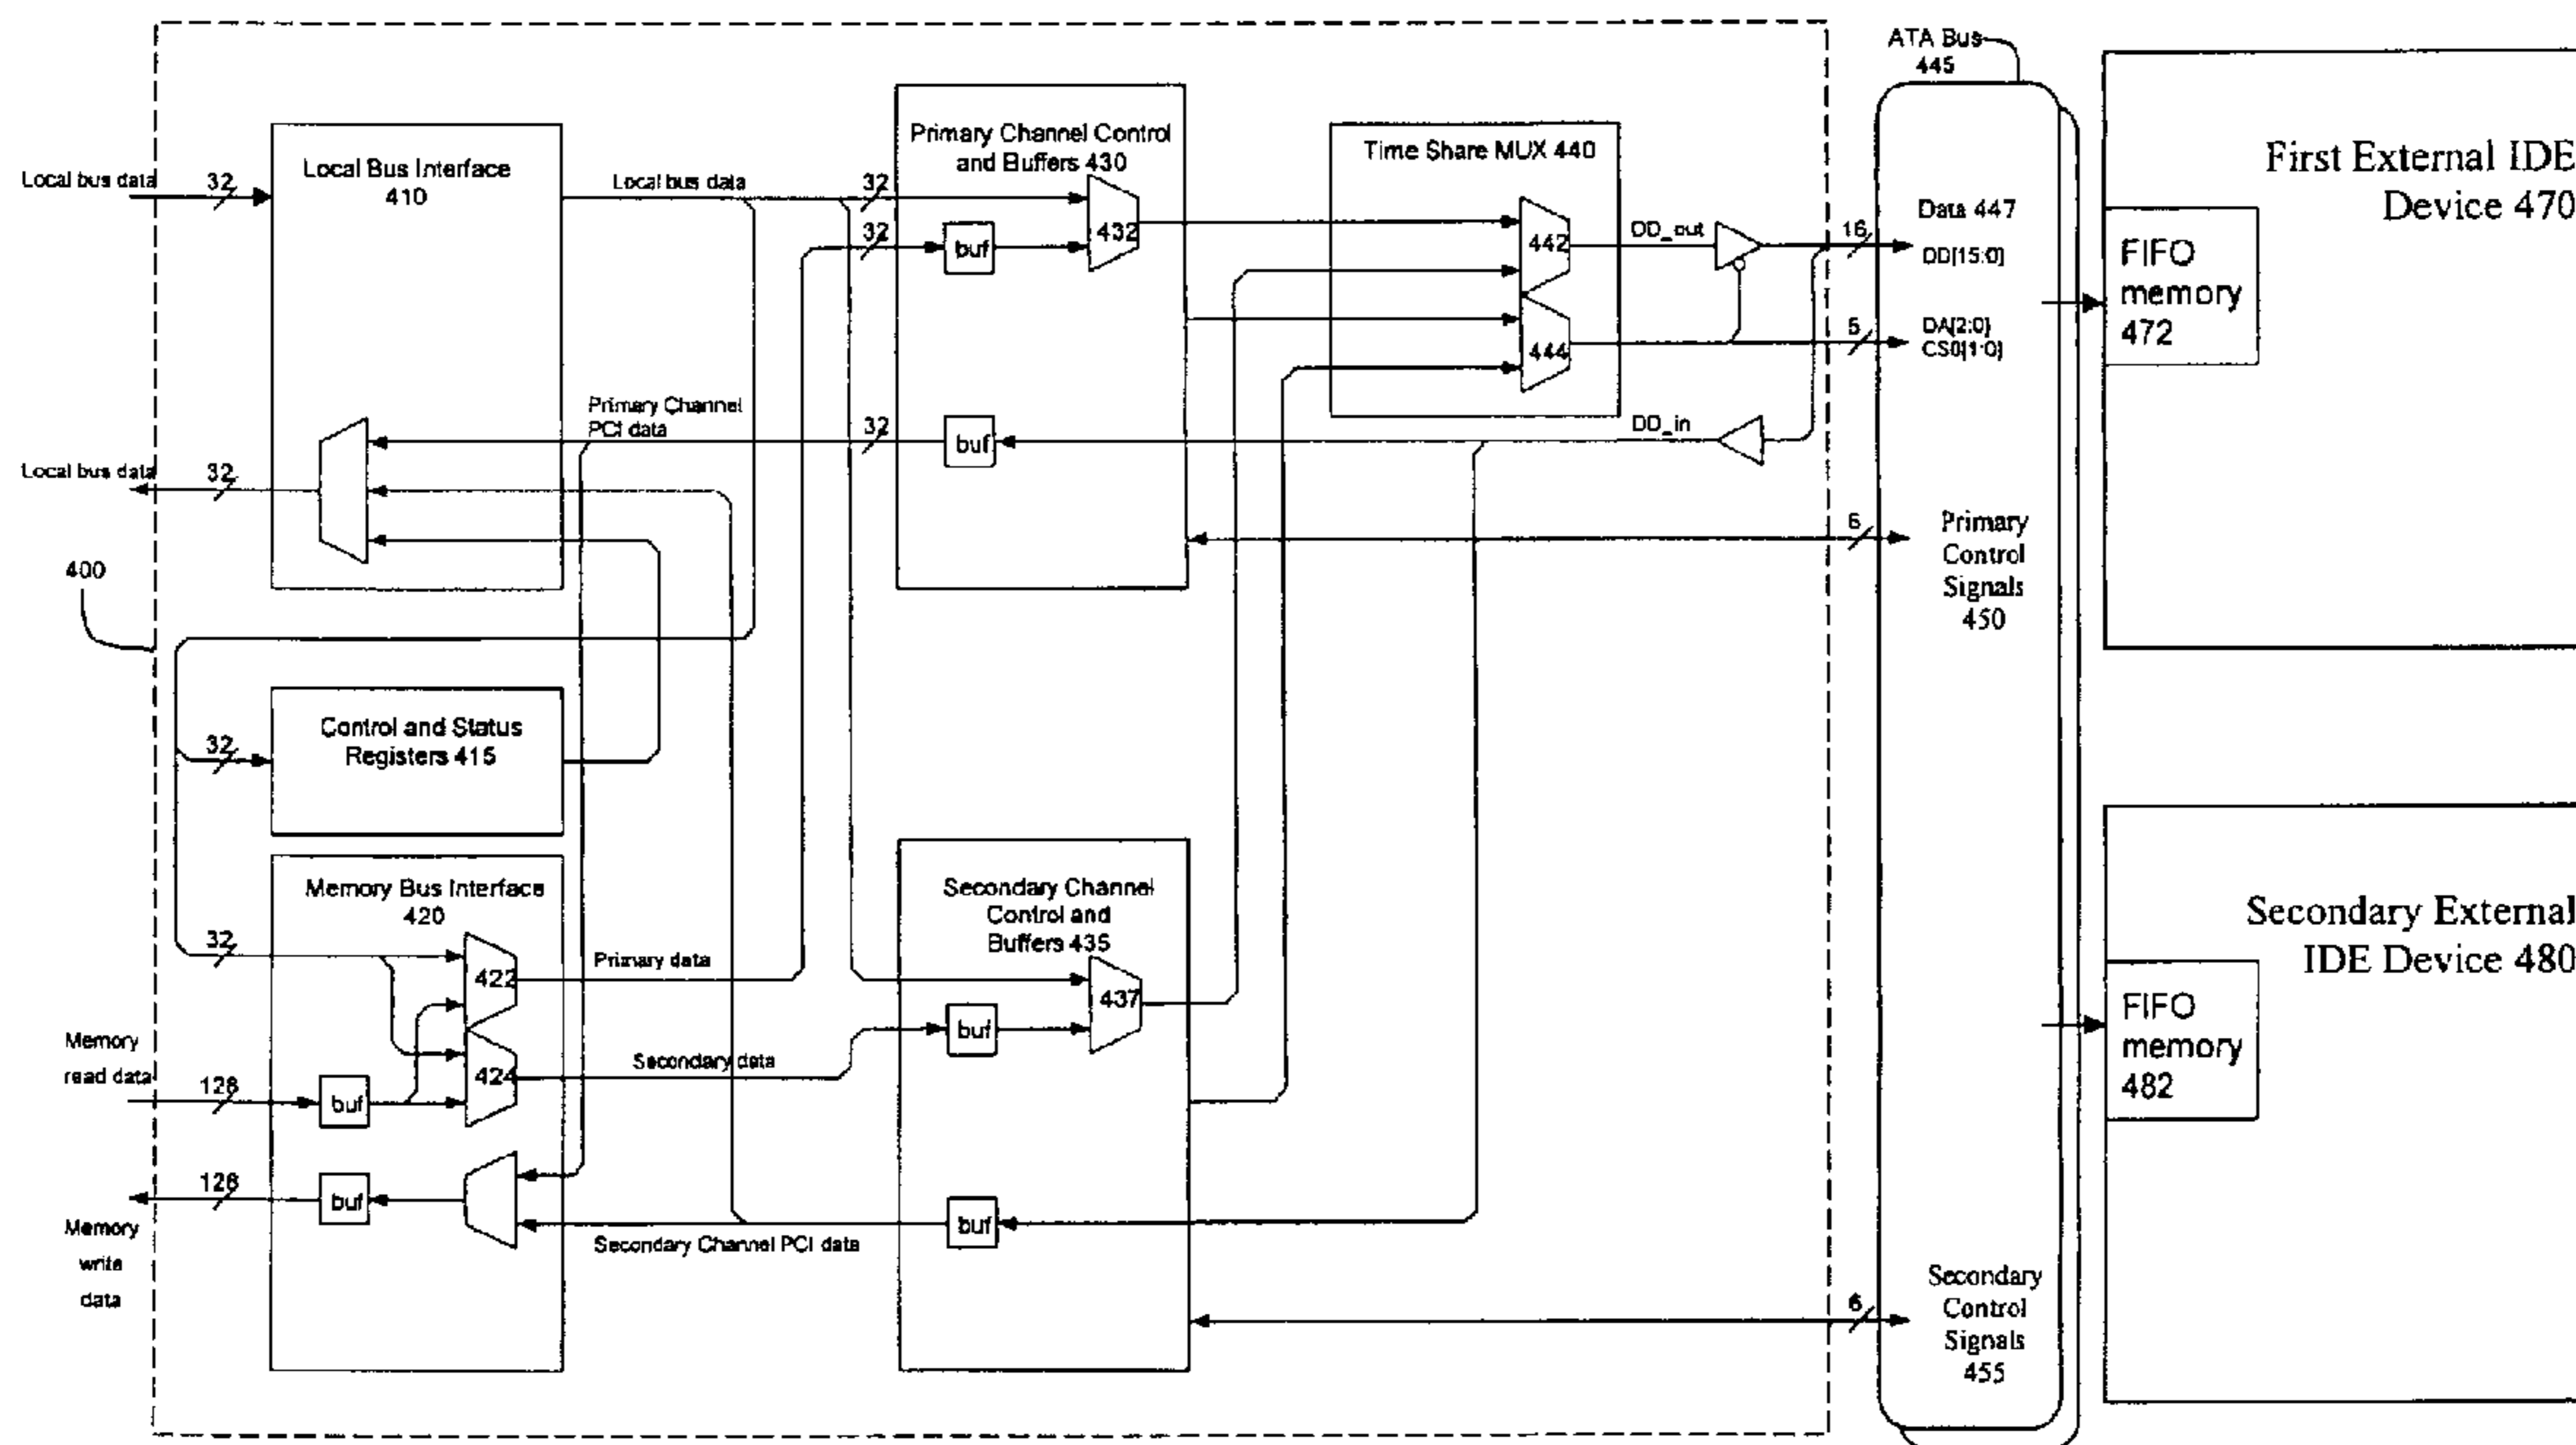 ATA Bus
445
Local bus data
32
Local Bus Interface
410
Local bus data
32
32
Primary Channel Control
and Buffers 430
buf
432
Time Share MUX 440
442
444
DD_out
16
Data 447
DD[15:0]
5
DA[2:0]
CS0[1:0]
First External IDE
Device 470
FIFO
memory
472
Primary Channel
PCI data
32
buf
DD_in
Local bus data
32
6
Primary
Control
Signals
450
400
32
Control and Status
Registers 415
Memory Bus Interface
420
32
422
424
Primary data
Secondary data
Memory
read data
128
buf
128
buf
Memory
write
data
Secondary Channel
Control and
Buffers 435
437
buf
buf
Secondary Channel PCI data
6
Secondary
Control
Signals
455
Secondary External
IDE Device 480
FIFO
memory
482